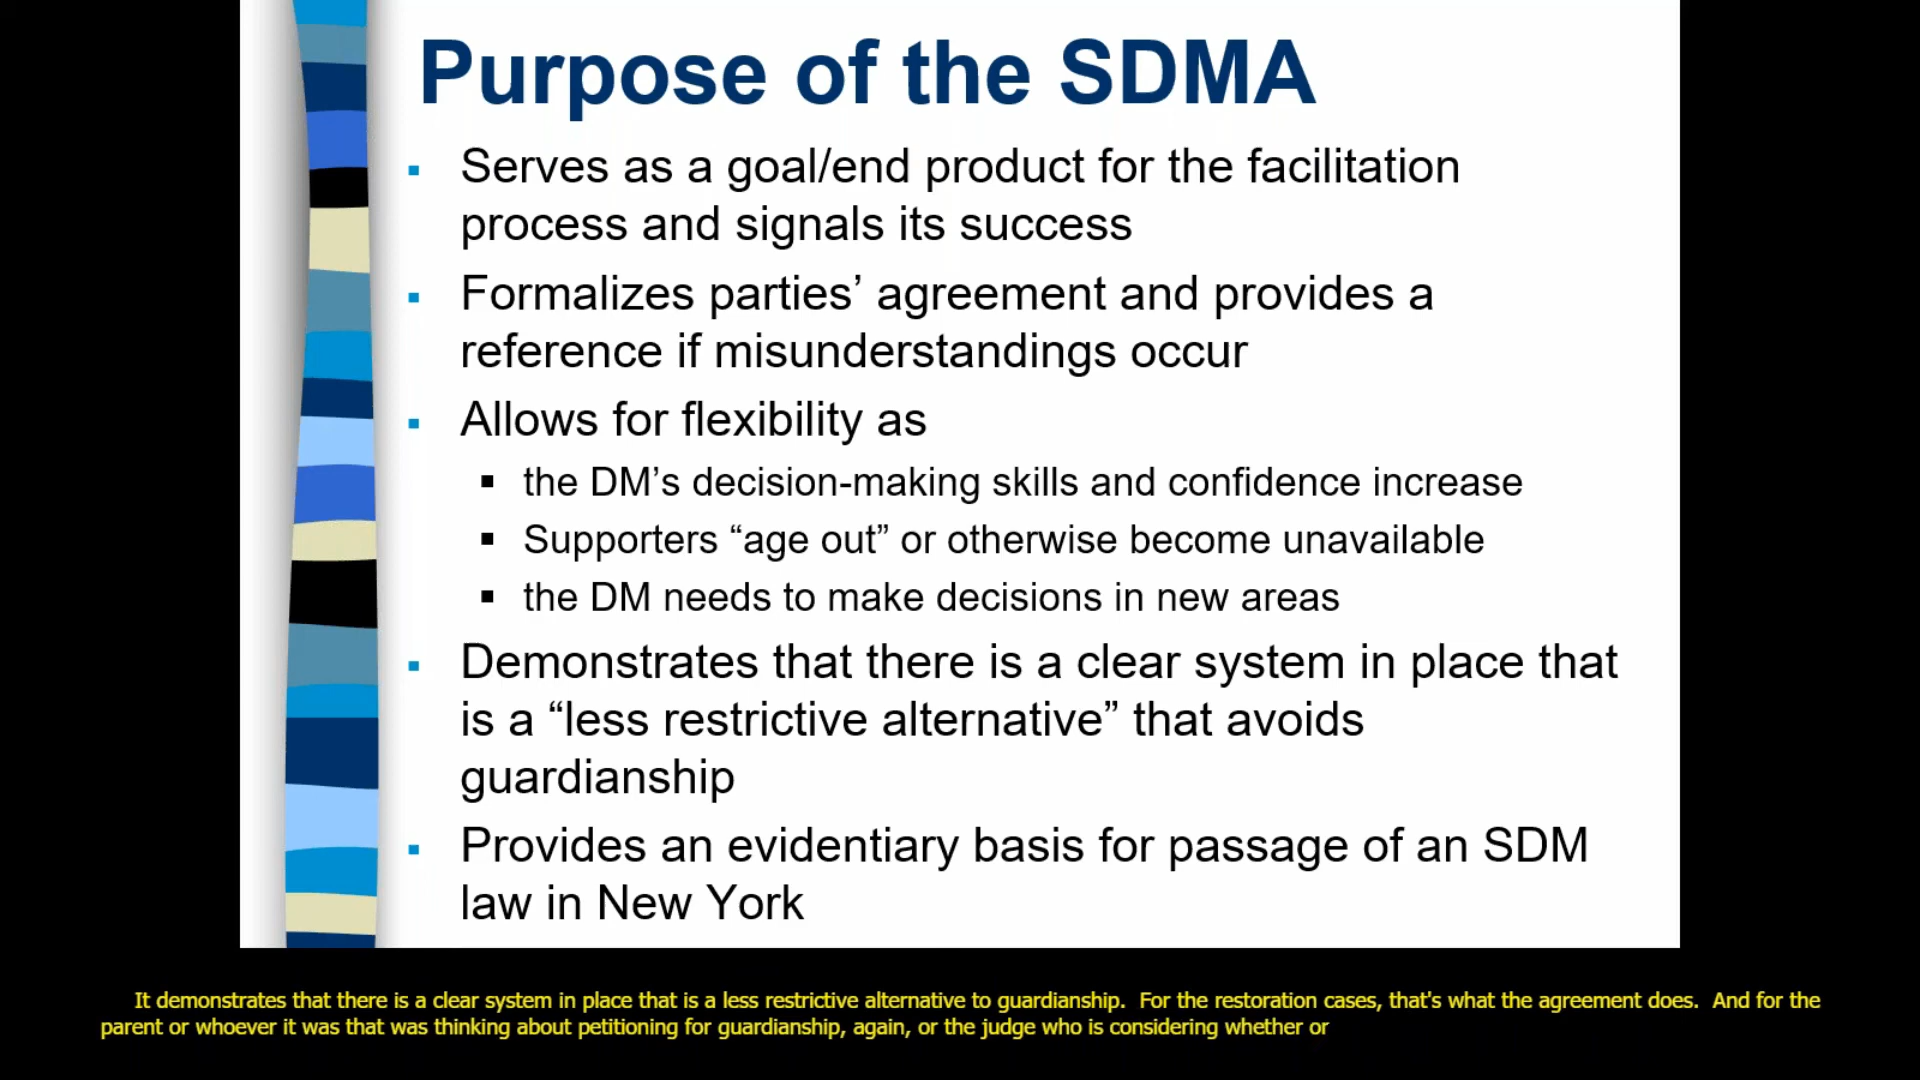 Purpose of the SDMA
▪ Serves as a goal/end product for the facilitation
process and signals its success
▪ Formalizes parties’ agreement and provides a
reference if misunderstandings occur
▪ Allows for flexibility as
▪ the DM’s decision-making skills and confidence increase
▪ Supporters “age out” or otherwise become unavailable
▪ the DM needs to make decisions in new areas
▪ Demonstrates that there is a clear system in place that
is a “less restrictive alternative” that avoids
guardianship
▪ Provides an evidentiary basis for passage of an SDM
law in New York
It demonstrates that there is a clear system in place that is a less restrictive alternative to guardianship.  For the restoration cases, that's what the agreement does.  And for the
parent or whoever it was that was thinking about petitioning for guardianship, again, or the judge who is considering whether or